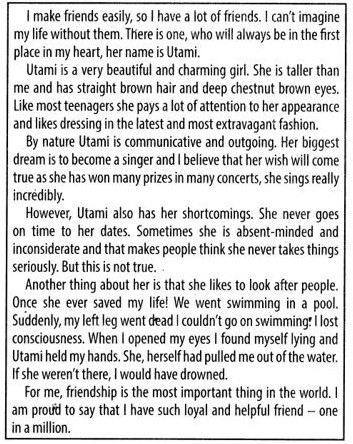 I make friends easily, so I have a lot of friends. I can't imagine
my life without them. There is one, who will always be in the first
place in my heart, her name is Utami.
Utami is a very beautiful and charming girl. She is taller than
me and has straight brown hair and deep chestnut brown eyes.
Like most teenagers she pays a lot of attention to her appearance
and likes dressing in the latest and most extravagant fashion.
By nature Utami is communicative and outgoing. Her biggest
dream is to become a singer and I believe that her wish will come
true as she has won many prizes in many concerts, she sings really
incredibly.
However, Utami also has her shortcomings. She never goes
on time to her dates. Sometimes she is absent-minded and
inconsiderate and that makes people think she never takes things
seriously. But this is not true.
Another thing about her is that she likes to look after people.
Once she ever saved my life! We went swimming in a pool.
Suddenly, my left leg went dead I couldn't go on swimming! I lost
consciousness. When I opened my eyes I found myself lying and
Utami held my hands. She, herself had pulled me out of the water.
If she weren't there, I would have drowned.
For me, friendship is the most important thing in the world. I
am proud to say that I have such loyal and helpful friend – one
in a million.